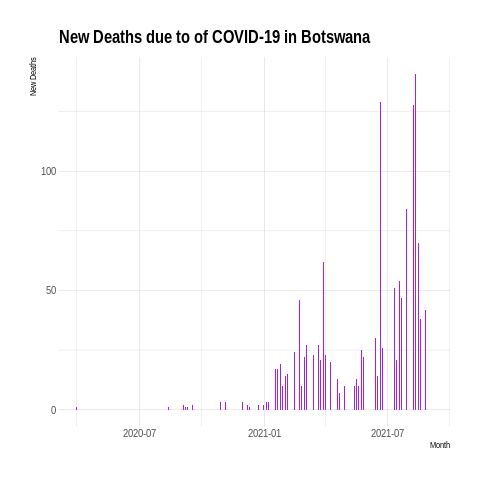 New Deaths due to of COVID-19 in Botswana
New Deaths
100
50
0
2020-07
2021-01
2021-07
Month